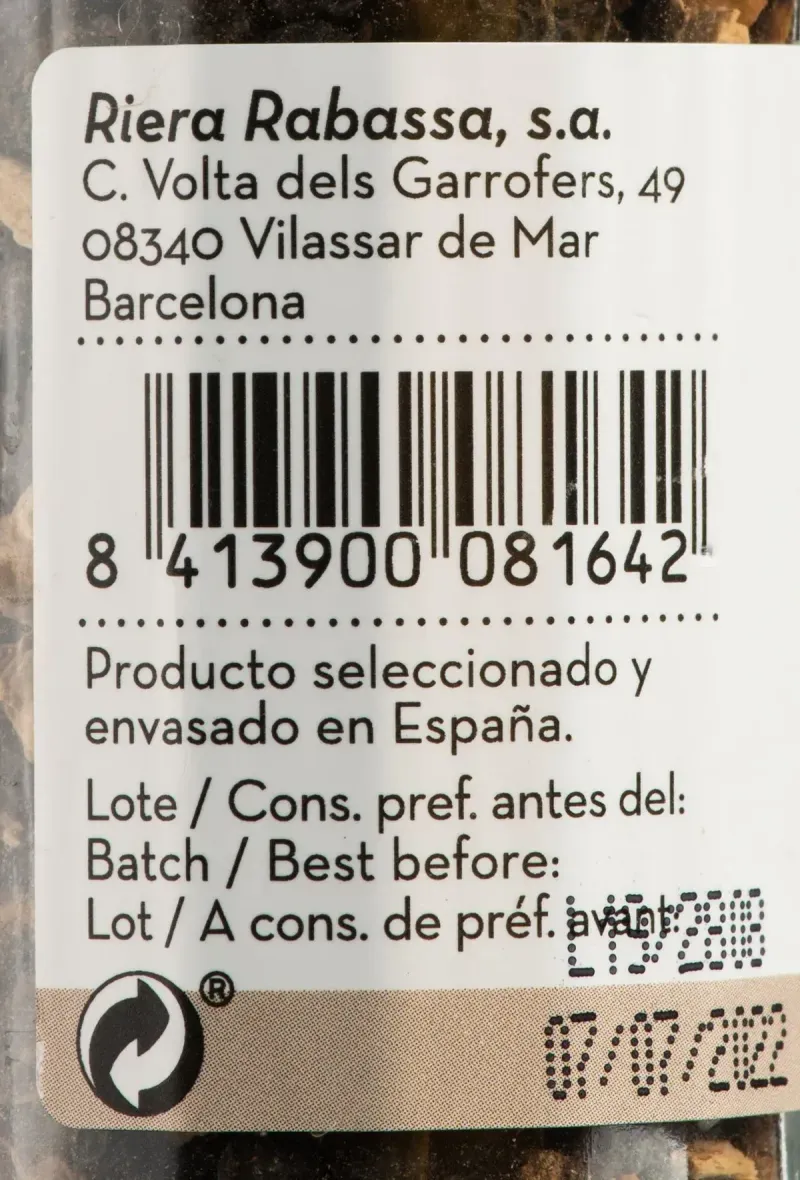 Riera Rabassa, s.a.
C. Volta dels Garrofers, 49
08340 Vilassar de Mar
Barcelona
8 413900 081642
Producto seleccionado y
envasado en España.
Lote / Cons. pref. antes del:
Batch / Best before:
Lot / A cons. de préf. avant:
®
07/07/2022